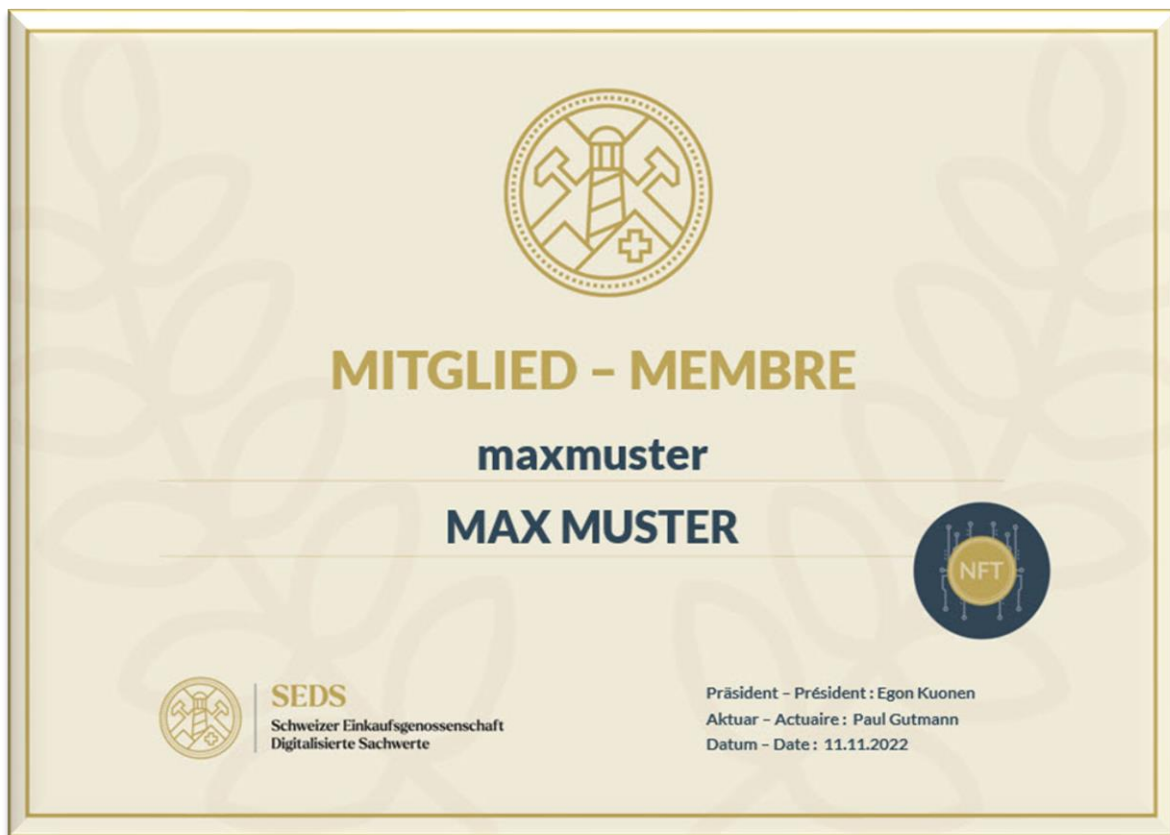 MITGLIED – MEMBRE
maxmuster
MAX MUSTER
NFT
SEDS
Schweizer Einkaufsgenossenschaft
Digitalisierte Sachwerte
Präsident – Président : Egon Kuonen
Aktuar – Actuaire : Paul Gutmann
Datum – Date : 11.11.2022